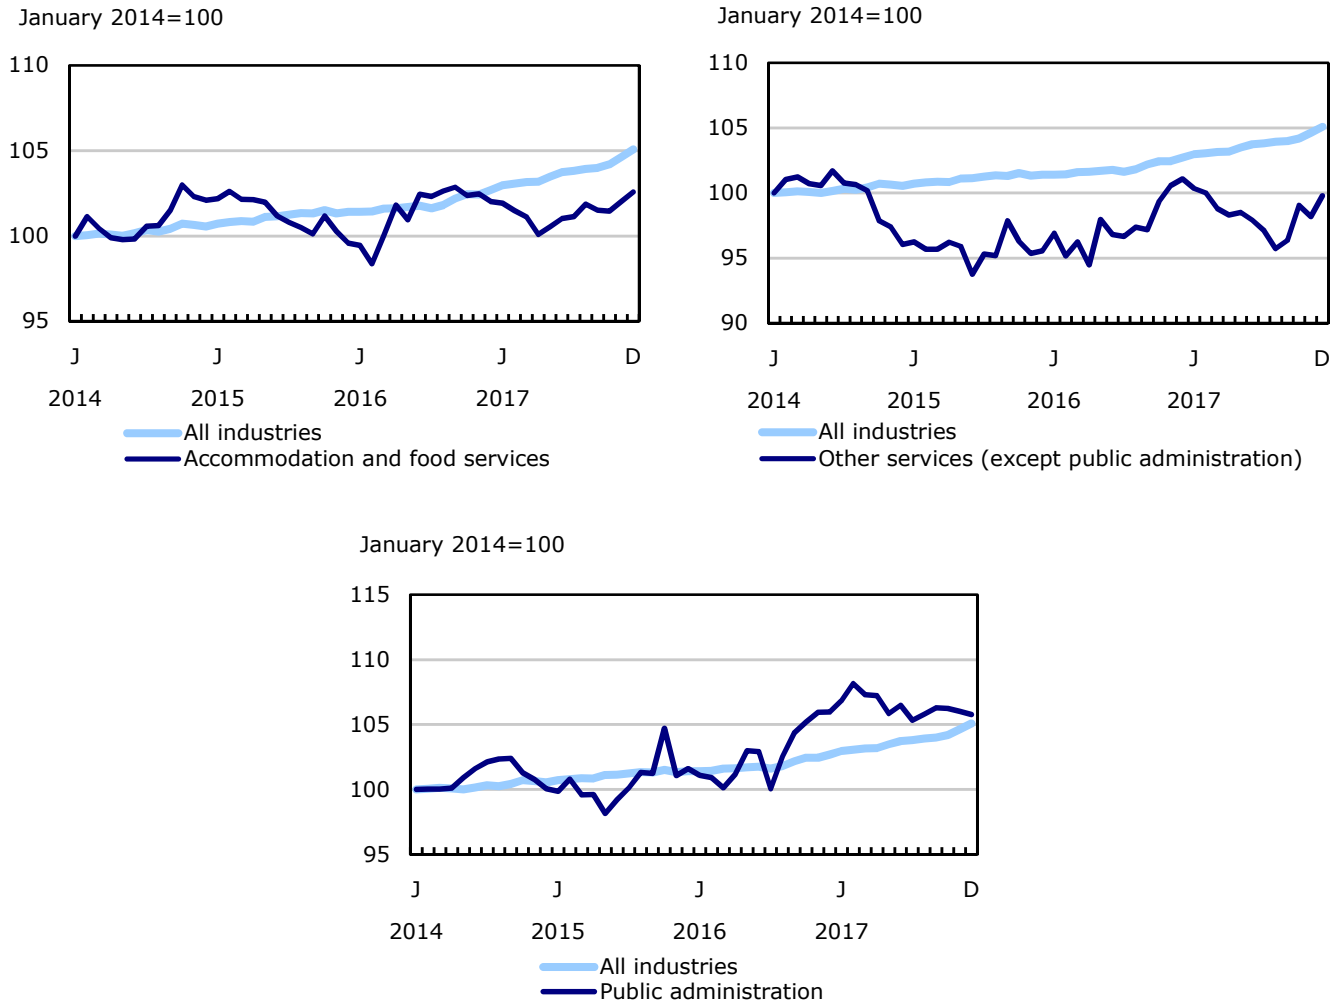 January 2014=100
110
105
100
95
J J J J D
2014 2015 2016 2017
All industries
Accommodation and food services
January 2014=100
110
105
100
95
90
J J J J D
2014 2015 2016 2017
All industries
Other services (except public administration)
January 2014=100
115
110
105
100
95
J J J J D
2014 2015 2016 2017
All industries
Public administration